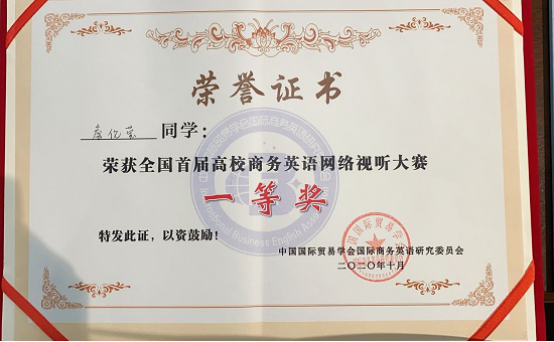 荣誉证书
同学：
荣获全国首届高校商务英语网络视听大赛
一等奖
特发此证，以资鼓励！
中国国际贸易学会国际商务英语研究委员会
二〇二〇年十月